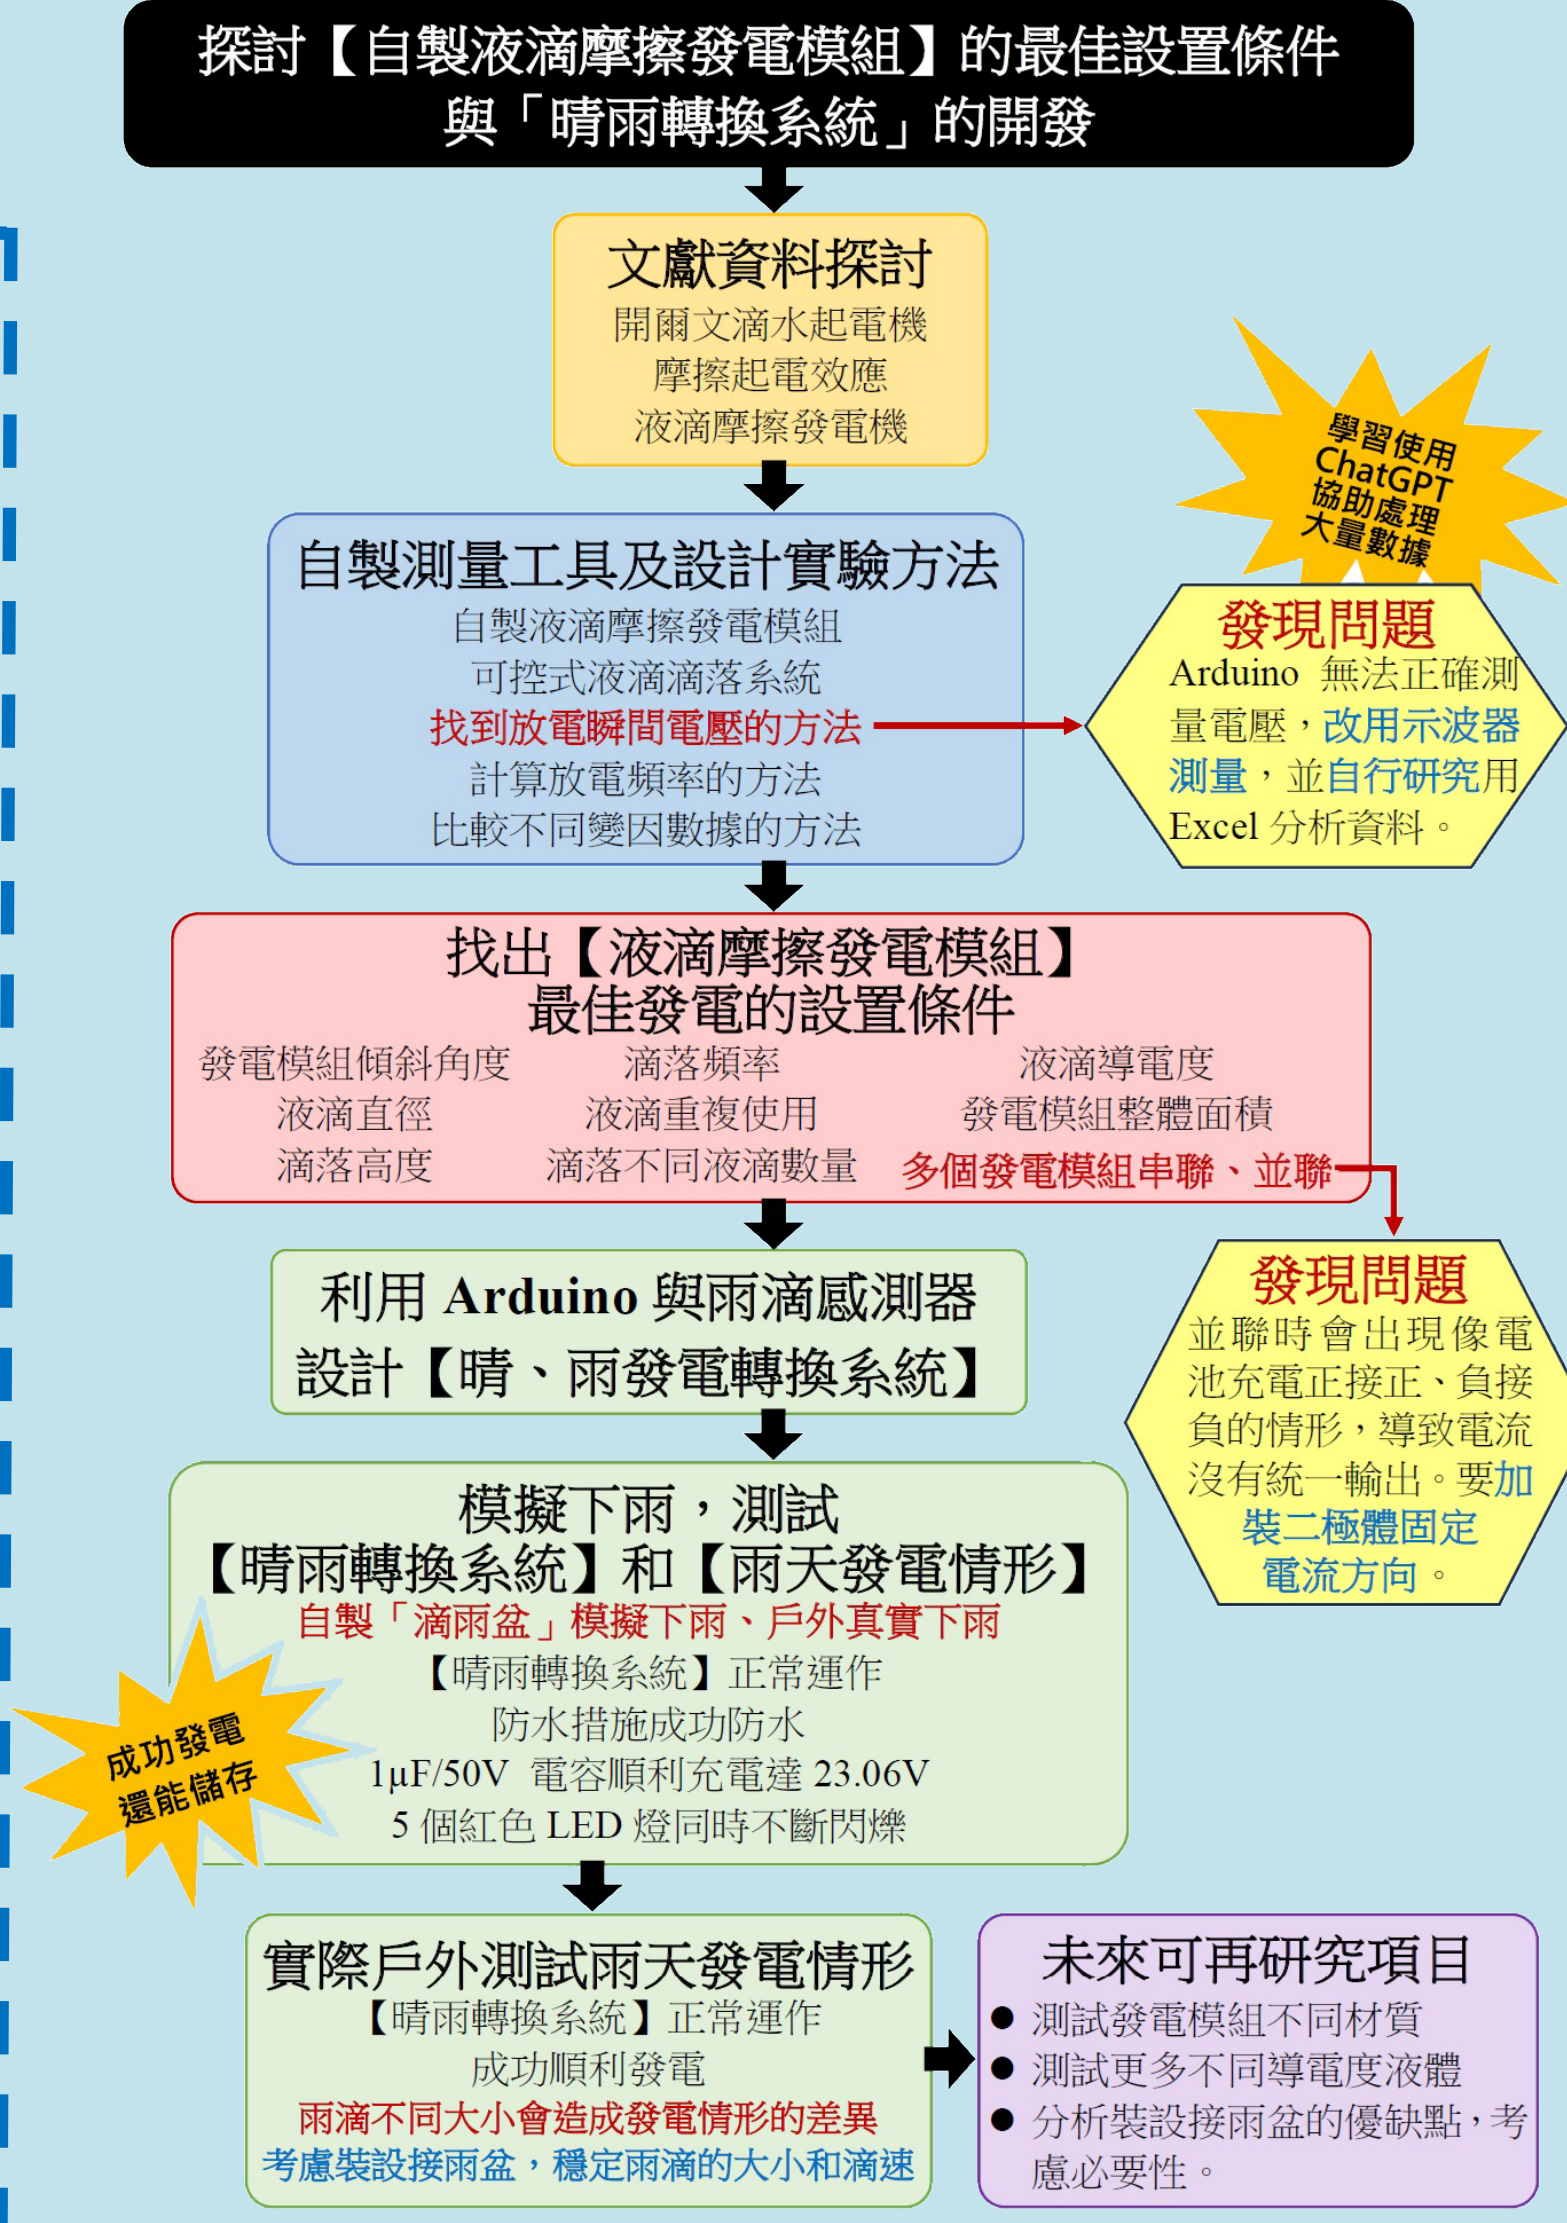 探討【自製液滴摩擦發電模組】的最佳設置條件
與「晴雨轉換系統」的開發
文獻資料探討
開爾文滴水起電機
摩擦起電效應
液滴摩擦發電機
自製測量工具及設計實驗方法
自製液滴摩擦發電模組
可控式液滴滴落系統
找到放電瞬間電壓的方法
計算放電頻率的方法
比較不同變因數據的方法
學習使用
ChatGPT
協助處理
大量數據
發現問題
Arduino 無法正確測
量電壓，改用示波器
測量，並自行研究用
Excel 分析資料。
找出【液滴摩擦發電模組】
最佳發電的設置條件
發電模組傾斜角度 滴落頻率 液滴導電度
液滴直徑 液滴重複使用 發電模組整體面積
滴落高度 滴落不同液滴數量 多個發電模組串聯、並聯
發現問題
並聯時會出現像電
池充電正接正、負接
負的情形，導致電流
沒有統一輸出。要加
裝二極體固定
電流方向。
利用 Arduino 與雨滴感測器
設計【晴、雨發電轉換系統】
模擬下雨，測試
【晴雨轉換系統】和【雨天發電情形】
自製「滴雨盆」模擬下雨、戶外真實下雨
【晴雨轉換系統】正常運作
防水措施成功防水
1μF/50V 電容順利充電達 23.06V
5 個紅色 LED 燈同時不斷閃爍
成功發電
還能儲存
實際戶外測試雨天發電情形
【晴雨轉換系統】正常運作
成功順利發電
雨滴不同大小會造成發電情形的差異
考慮裝設接雨盆，穩定雨滴的大小和滴速
未來可再研究項目
● 測試發電模組不同材質
● 測試更多不同導電度液體
● 分析裝設接雨盆的優缺點，考
慮必要性。